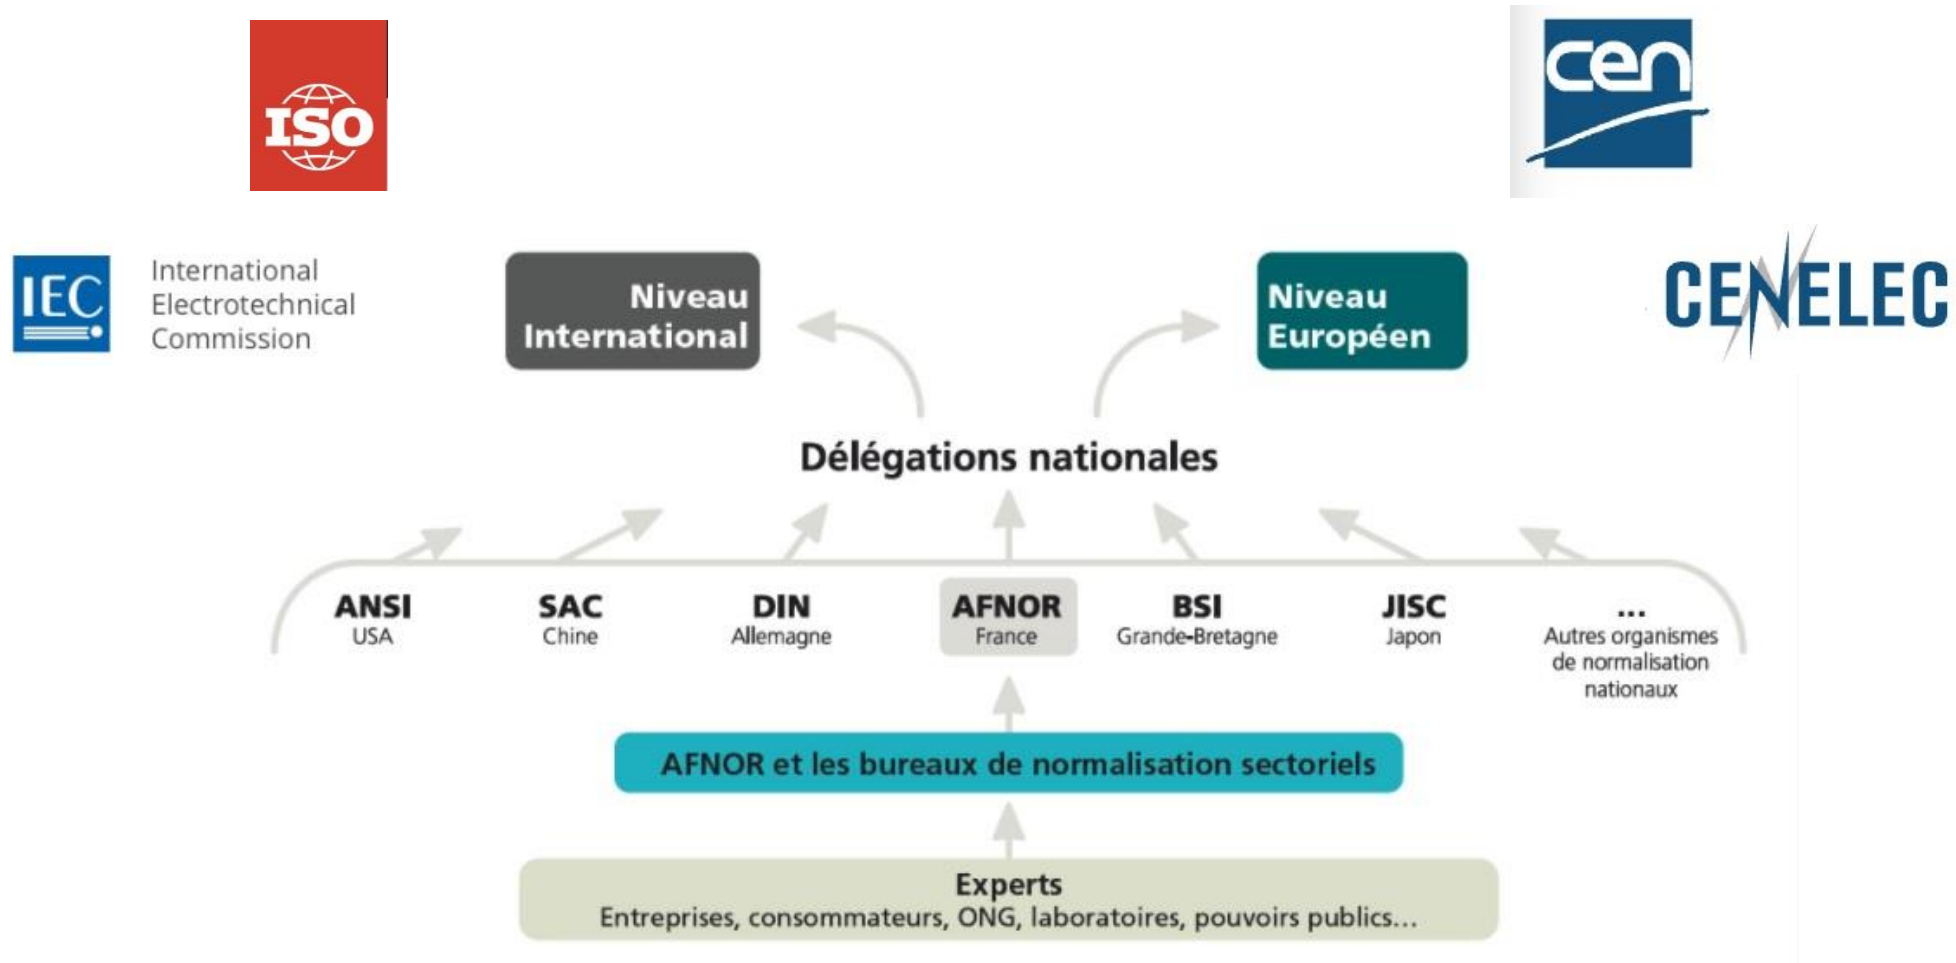 ISO
cen
IEC
International
Electrotechnical
Commission
Niveau
International
Niveau
Européen
CENELEC
Délégations nationales
ANSI
USA
SAC
Chine
DIN
Allemagne
AFNOR
France
BSI
Grande-Bretagne
JISC
Japon
...
Autres organismes
de normalisation
nationaux
AFNOR et les bureaux de normalisation sectoriels
Experts
Entreprises, consommateurs, ONG, laboratoires, pouvoirs publics...